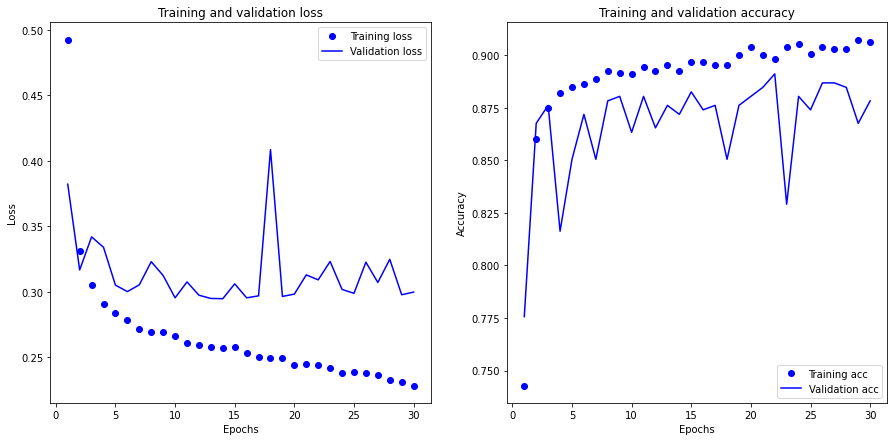 Training and validation loss
Training loss
Validation loss
0.50
0.45
0.40
0.35
0.30
0.25
Loss
0
5
10
15
20
25
30
Epochs
Training and validation accuracy
0.900
0.875
0.850
0.825
0.800
0.775
0.750
Accuracy
Training acc
Validation acc
0
5
10
15
20
25
30
Epochs